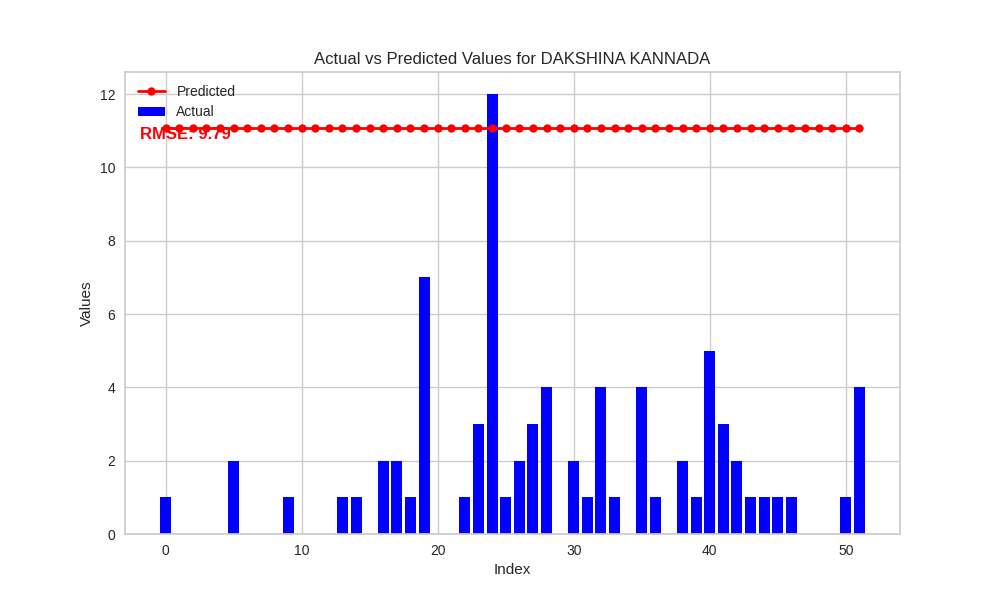 Actual vs Predicted Values for DAKSHINA KANNADA
Predicted
Actual
RMSE: 9.79
12
10
8
6
4
2
0
Values
0 10 20 30 40 50
Index